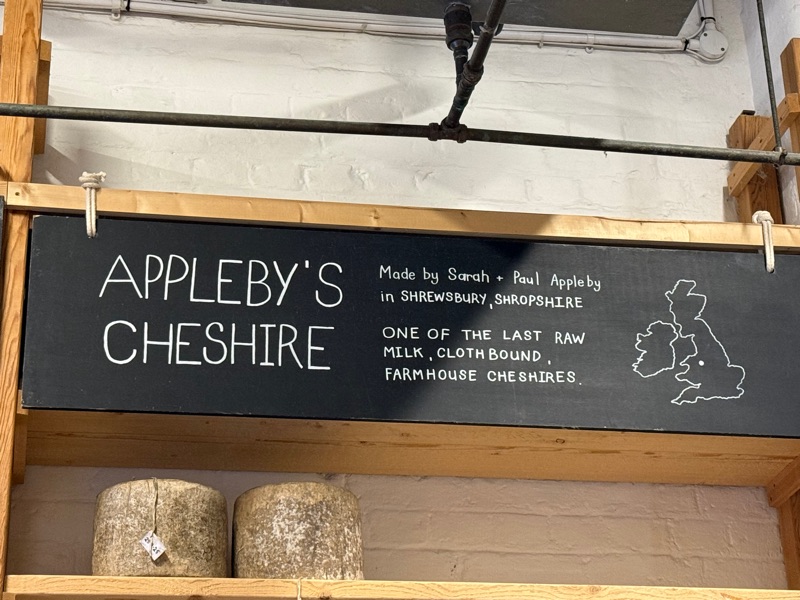 APPLEBY'S
CHESHIRE
Made by Sarah + Paul Appleby
in SHREWSBURY, SHROPSHIRE
ONE OF THE LAST RAW
MILK, CLOTH BOUND,
FARMHOUSE CHESHIRES.